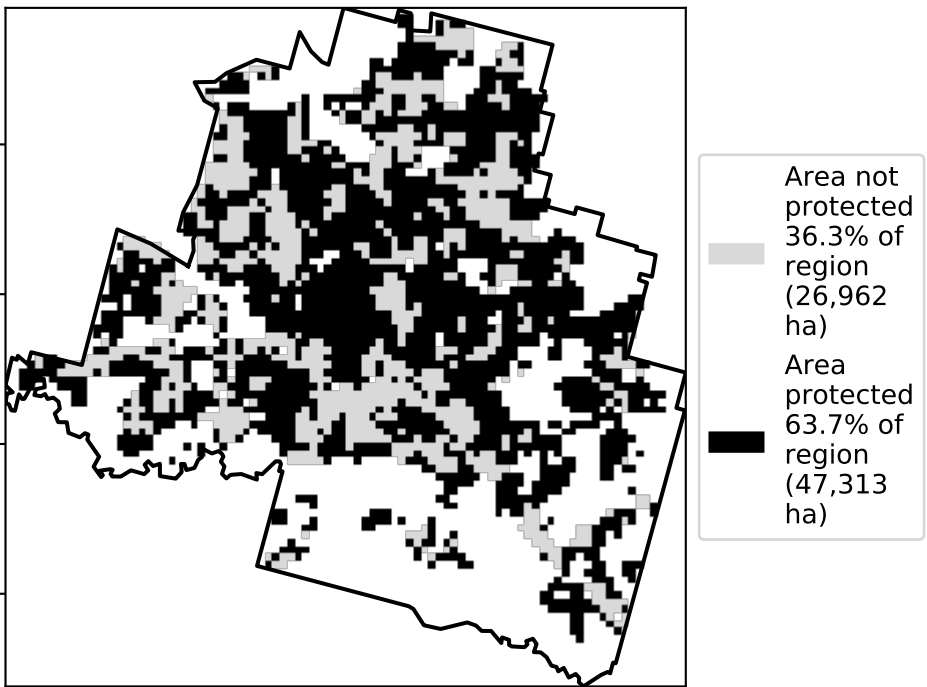 Area not
protected
36.3% of
region
(26,962
ha)
Area
protected
63.7% of
region
(47,313
ha)